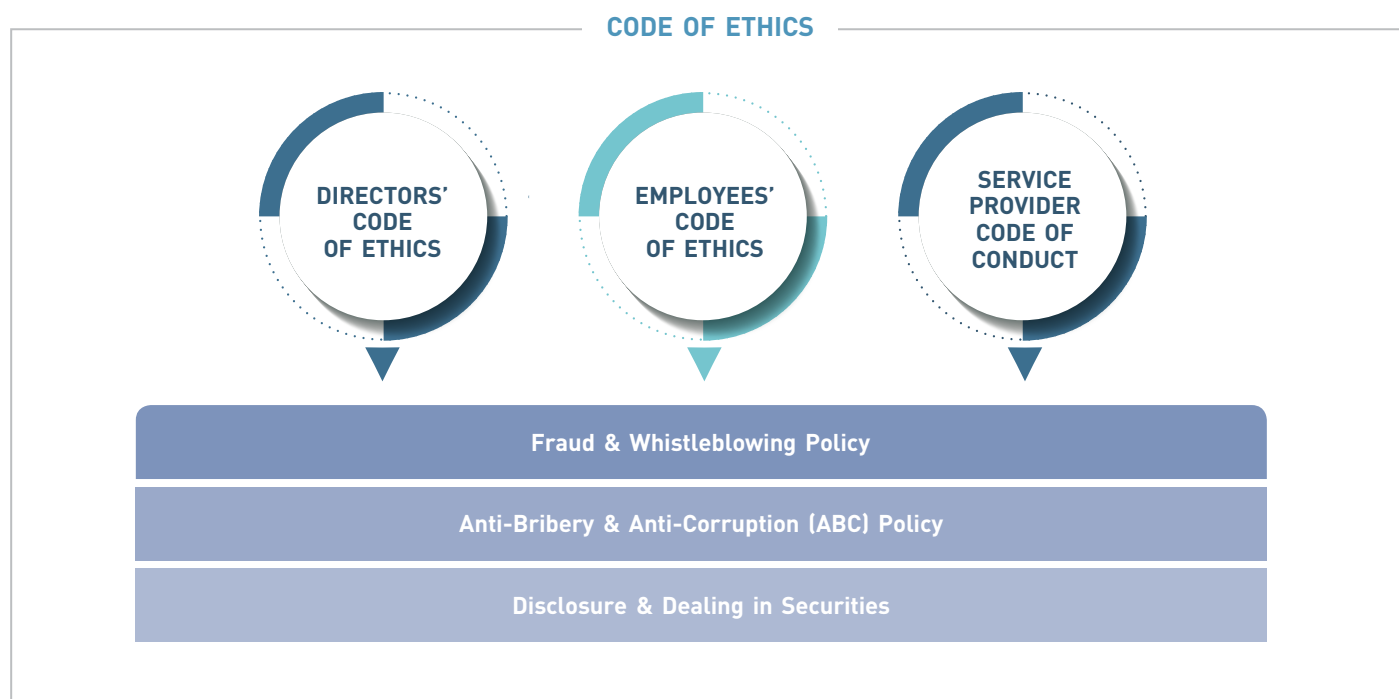 CODE OF ETHICS
DIRECTORS’
CODE
OF ETHICS
EMPLOYEES’
CODE
OF ETHICS
SERVICE
PROVIDER
CODE OF
CONDUCT
Fraud & Whistleblowing Policy
Anti-Bribery & Anti-Corruption (ABC) Policy
Disclosure & Dealing in Securities